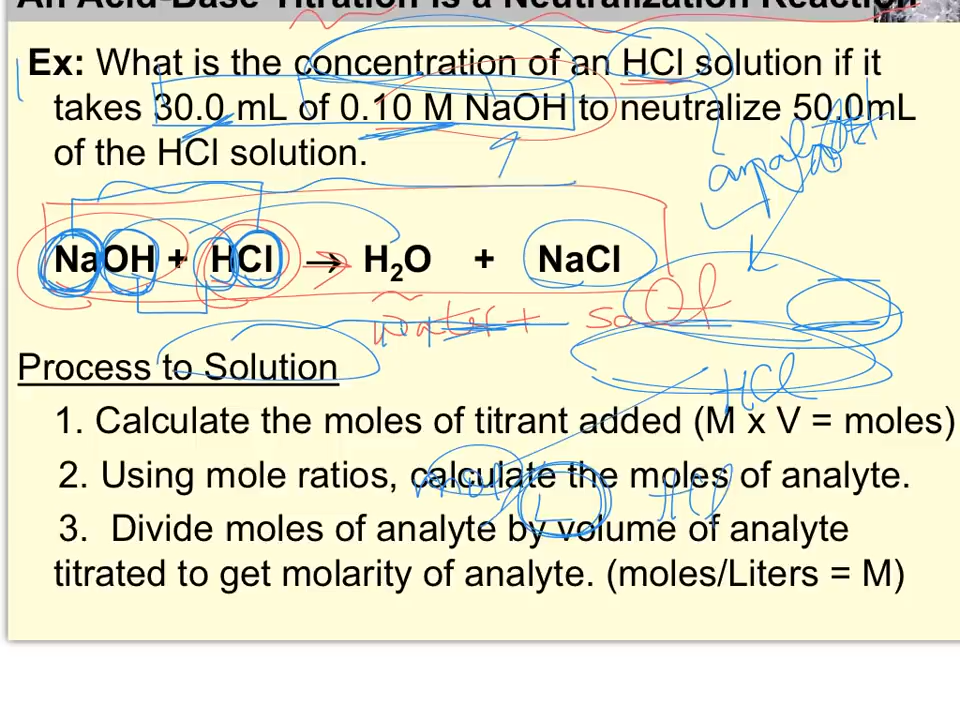 An Acid-Base Titration is a Neutralization Reaction
Ex: What is the concentration of an HCl solution if it
takes 30.0 mL of 0.10 M NaOH to neutralize 50.0mL
of the HCl solution.
analyte
NaOH + HCl → H₂O + NaCl
water + salt
Process to Solution
HCl
1. Calculate the moles of titrant added (M x V = moles)
2. Using mole ratios, calculate the moles of analyte.
mol L HCl
3. Divide moles of analyte by volume of analyte
titrated to get molarity of analyte. (moles/Liters = M)